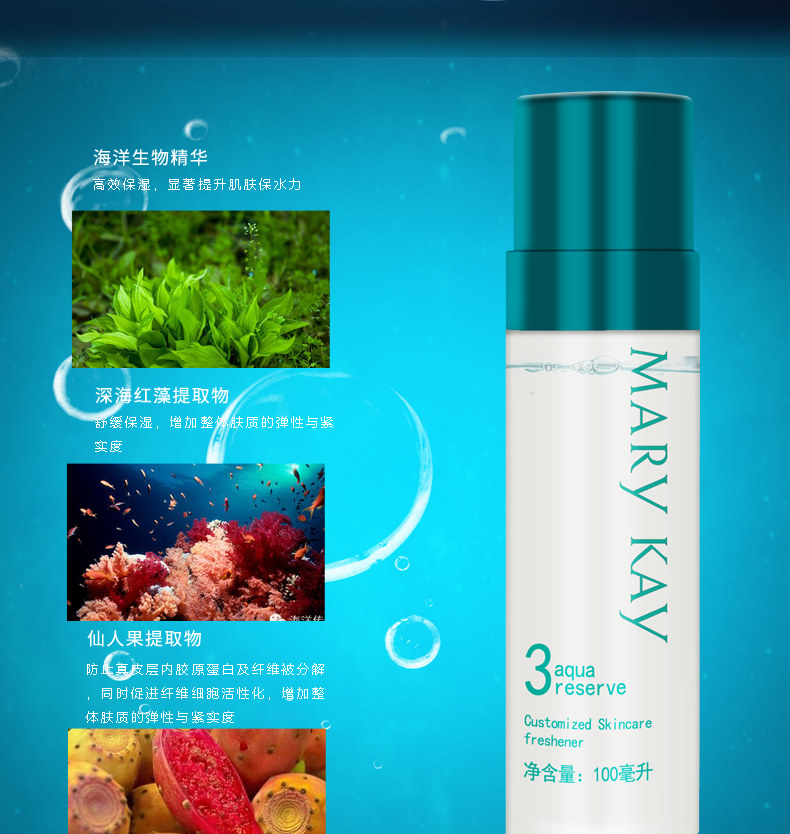 海洋生物精华
高效保湿，显著提升肌肤保水力
深海红藻提取物
舒缓保湿，增加整体肤质的弹性与紧
实度
仙人果提取物
防止真皮层内胶原蛋白及纤维被分解
，同时促进纤维细胞活性化，增加整
体肤质的弹性与紧实度
MARY KAY
3 aqua
reserve
Customized Skincare
freshener
净含量：100毫升